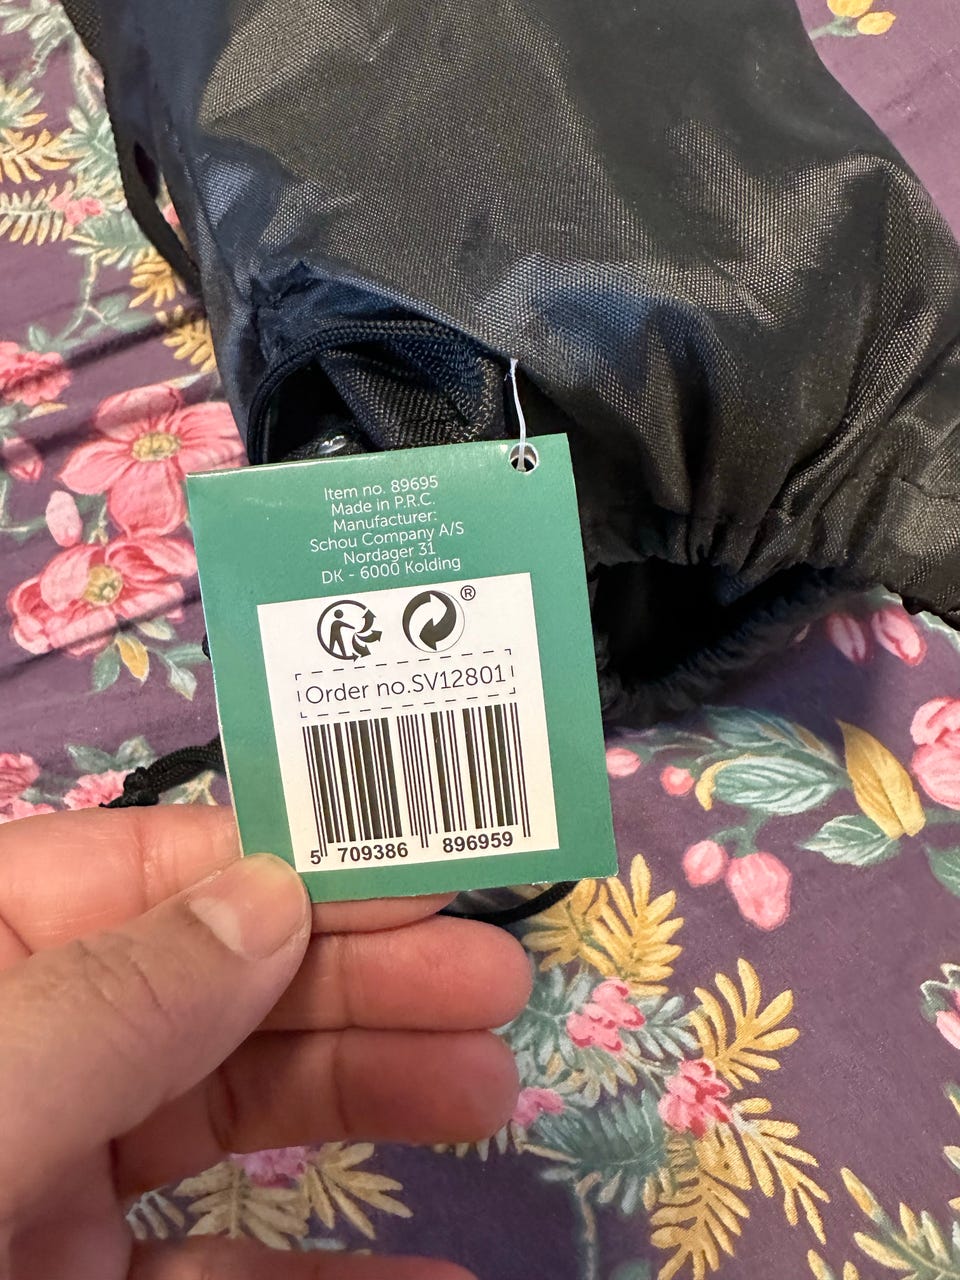 Item no. 89695
Made in P.R.C.
Manufacturer:
Schou Company A/S
Nordager 31
DK - 6000 Kolding
®
Order no.SV12801
5 709386 896959